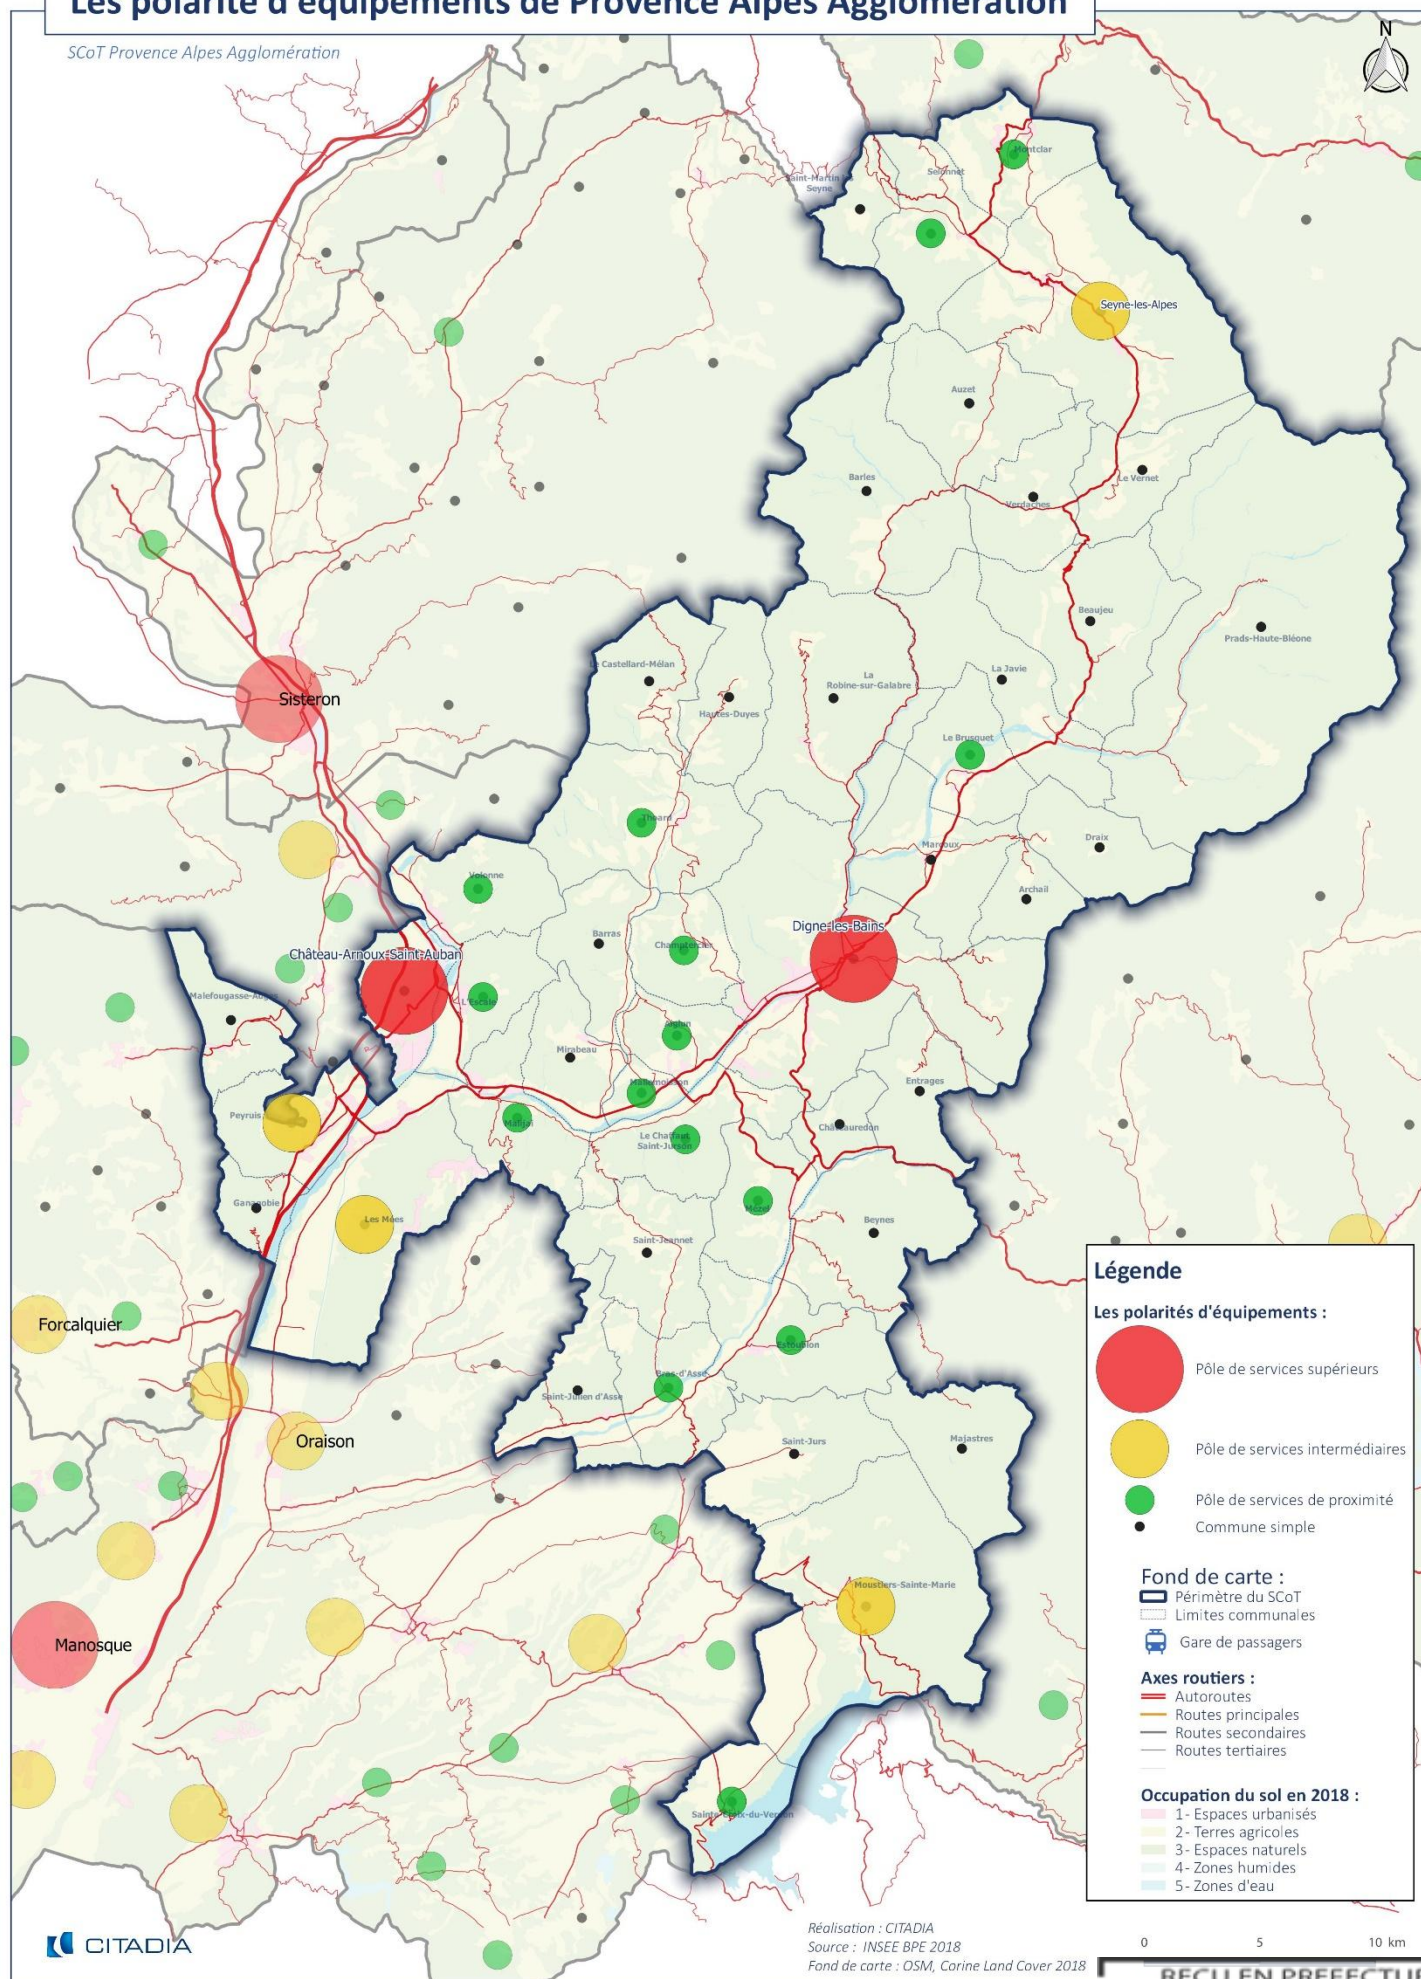 Les polarité d'équipements de Provence Alpes Agglomération
SCoT Provence Alpes Agglomération
N
Montclar
Selonnet
Saint-Martin
Seyne
Seyne-les-Alpes
Auzet
Barles
Verdaches
Le Vernet
Beaujeu
Prads-Haute-Bléone
Le Castellard-Mélan
La
Robine-sur-Galabre
La Javie
Hautes-Duyes
Sisteron
Le Brusquet
Thoard
Marcoux
Draix
Volonne
Archail
Barras
Champtercier
Digne-les-Bains
Château-Arnoux-Saint-Auban
Malefougasse-Auges
L'Escale
Aiglun
Mirabeau
Mallemoisson
Entrages
Peyruis
Malijai
Châteauredon
Le Chaffaut
Saint-Jurson
Ganagobie
Mézel
Les Mées
Beynes
Saint-Jeannet
Forcalquier
Estoublon
Bras-d'Asse
Saint-Julien d'Asse
Oraison
Saint-Jurs
Majastres
Moustiers-Sainte-Marie
Manosque
Sainte-Croix-du-Verdon
Légende
Les polarités d'équipements :
Pôle de services supérieurs
Pôle de services intermédiaires
Pôle de services de proximité
Commune simple
Fond de carte :
Périmètre du SCoT
Limites communales
Gare de passagers
Axes routiers :
Autoroutes
Routes principales
Routes secondaires
Routes tertiaires
Occupation du sol en 2018 :
1- Espaces urbanisés
2- Terres agricoles
3- Espaces naturels
4- Zones humides
5- Zones d'eau
CITADIA
Réalisation : CITADIA
Source : INSEE BPE 2018
Fond de carte : OSM, Corine Land Cover 2018
0 5 10 km
RECU EN PREFECTUR